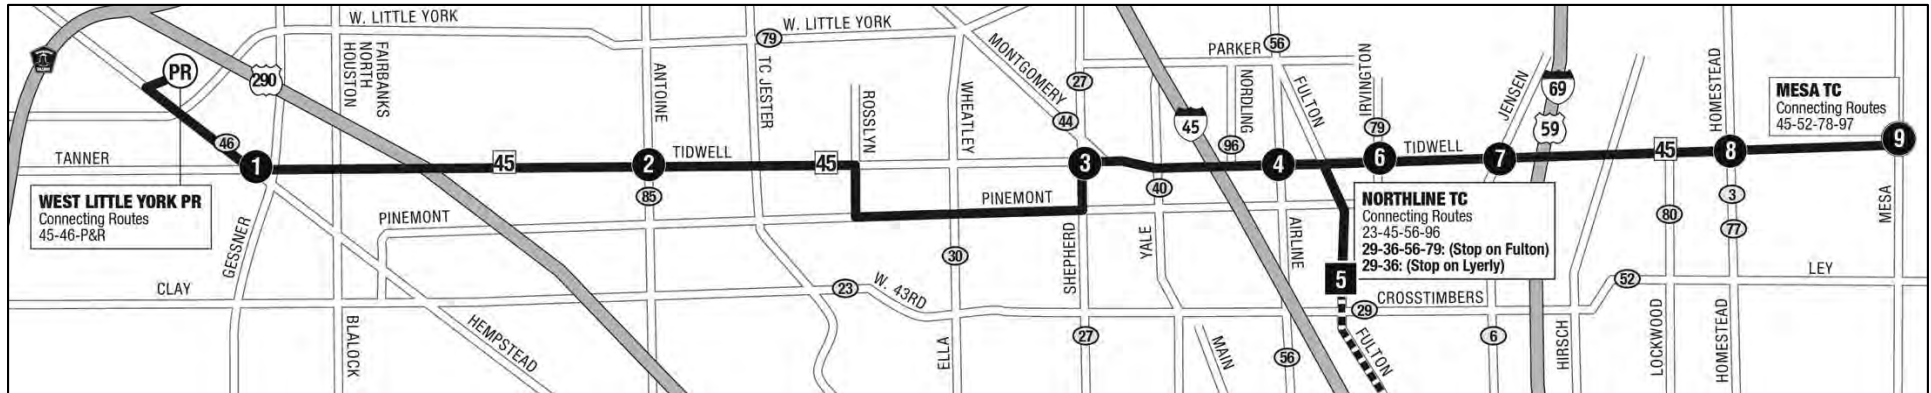 W. LITTLE YORK
W. LITTLE YORK
79
PARKER
56
PR
290
FAIRBANKS
NORTH
HOUSTON
ANTOINE
TC JESTER
ROSSLYN
WHEATLEY
MONTGOMERY
44
27
NORDLING
96
FULTON
IRVINGTON
79
JENSEN
69
59
HOMESTEAD
MESA TC
Connecting Routes
45-52-78-97
45
46
TANNER
1
45
2
TIDWELL
45
3
4
6
TIDWELL
7
45
8
9
WEST LITTLE YORK PR
Connecting Routes
45-46-P&R
GESSNER
PINEMONT
85
PINEMONT
40
NORTHLINE TC
Connecting Routes
23-45-56-96
29-36-56-79: (Stop on Fulton)
29-36: (Stop on Lyerly)
3
80
77
MESA
30
SHEPHERD
YALE
AIRLINE
5
CLAY
23
W. 43RD
CROSSTIMBERS
29
52
LEY
BLALOCK
HEMPSTEAD
ELLA
27
MAIN
56
FULTON
6
HIRSCH
LOCKWOOD
HOMESTEAD